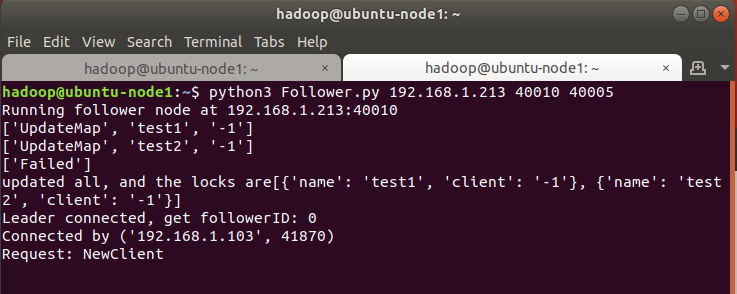 hadoop@ubuntu-node1: ~
File Edit View Search Terminal Tabs Help
hadoop@ubuntu-node1: ~ × hadoop@ubuntu-node1: ~ ×
hadoop@ubuntu-node1:~$ python3 Follower.py 192.168.1.213 40010 40005
Running follower node at 192.168.1.213:40010
['UpdateMap', 'test1', '-1']
['UpdateMap', 'test2', '-1']
['Failed']
updated all, and the locks are[{'name': 'test1', 'client': '-1'}, {'name': 'test
2', 'client': '-1'}]
Leader connected, get followerID: 0
Connected by ('192.168.1.103', 41870)
Request: NewClient